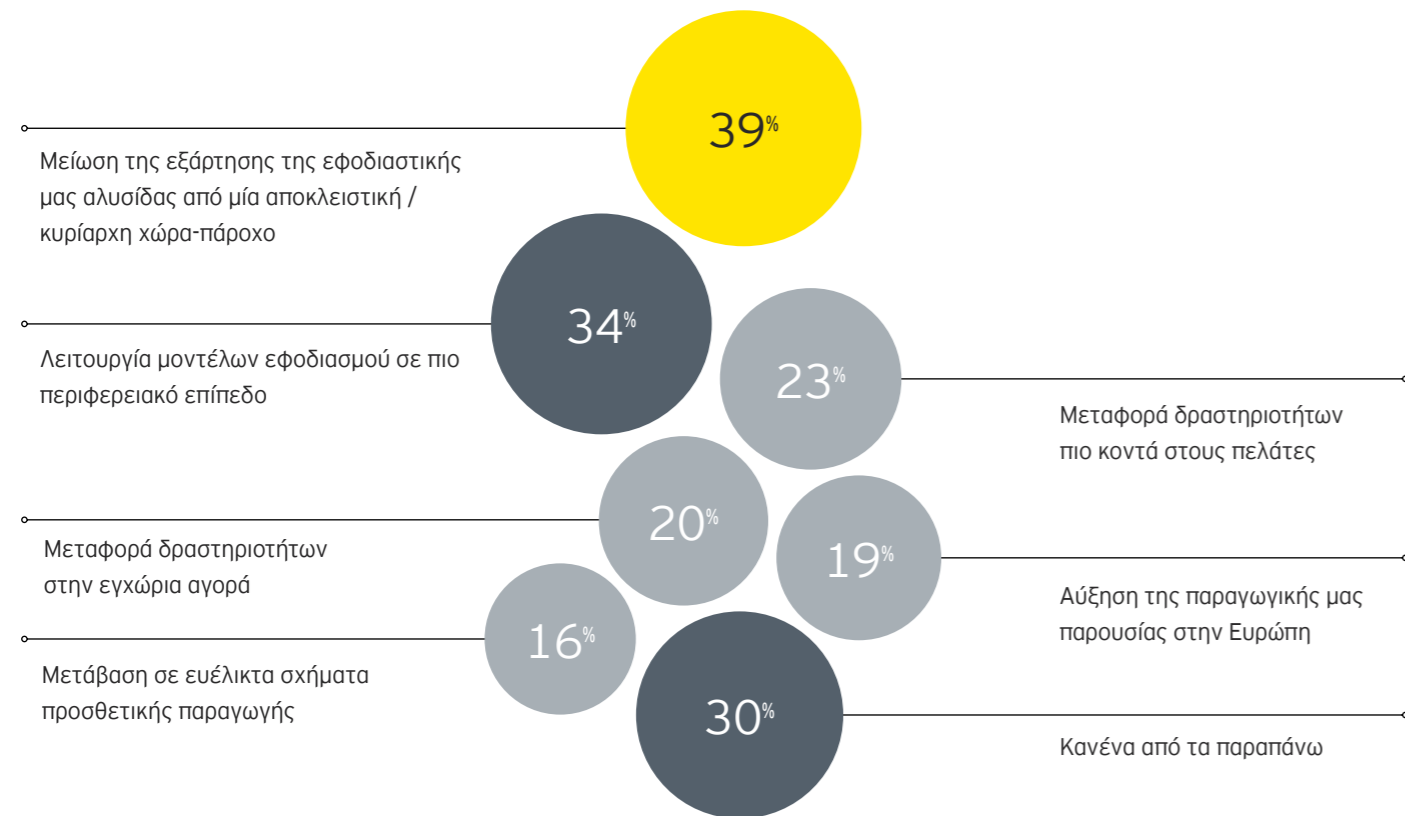 39%
Μείωση της εξάρτησης της εφοδιαστικής
μας αλυσίδας από μία αποκλειστική /
κυρίαρχη χώρα-πάροχο
34%
Λειτουργία μοντέλων εφοδιασμού σε πιο
περιφερειακό επίπεδο
23%
Μεταφορά δραστηριοτήτων
πιο κοντά στους πελάτες
20%
Μεταφορά δραστηριοτήτων
στην εγχώρια αγορά
19%
Αύξηση της παραγωγικής μας
παρουσίας στην Ευρώπη
16%
Μετάβαση σε ευέλικτα σχήματα
προσθετικής παραγωγής
30%
Κανένα από τα παραπάνω